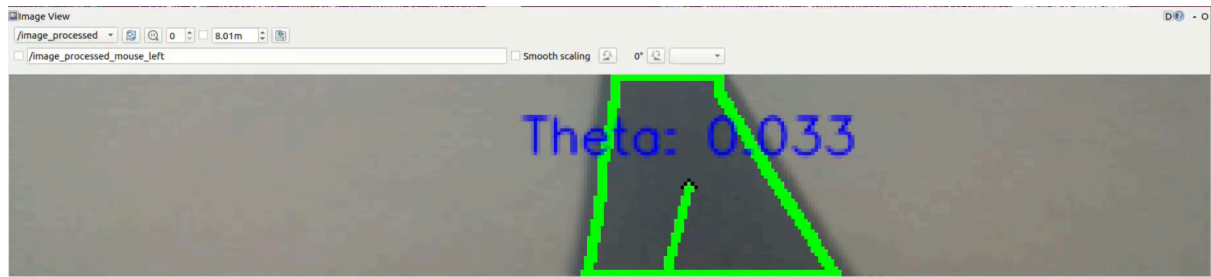 Image View
D - O
/image_processed 0 8.01m
/image_processed_mouse_left Smooth scaling 0°
Theta: 0.033